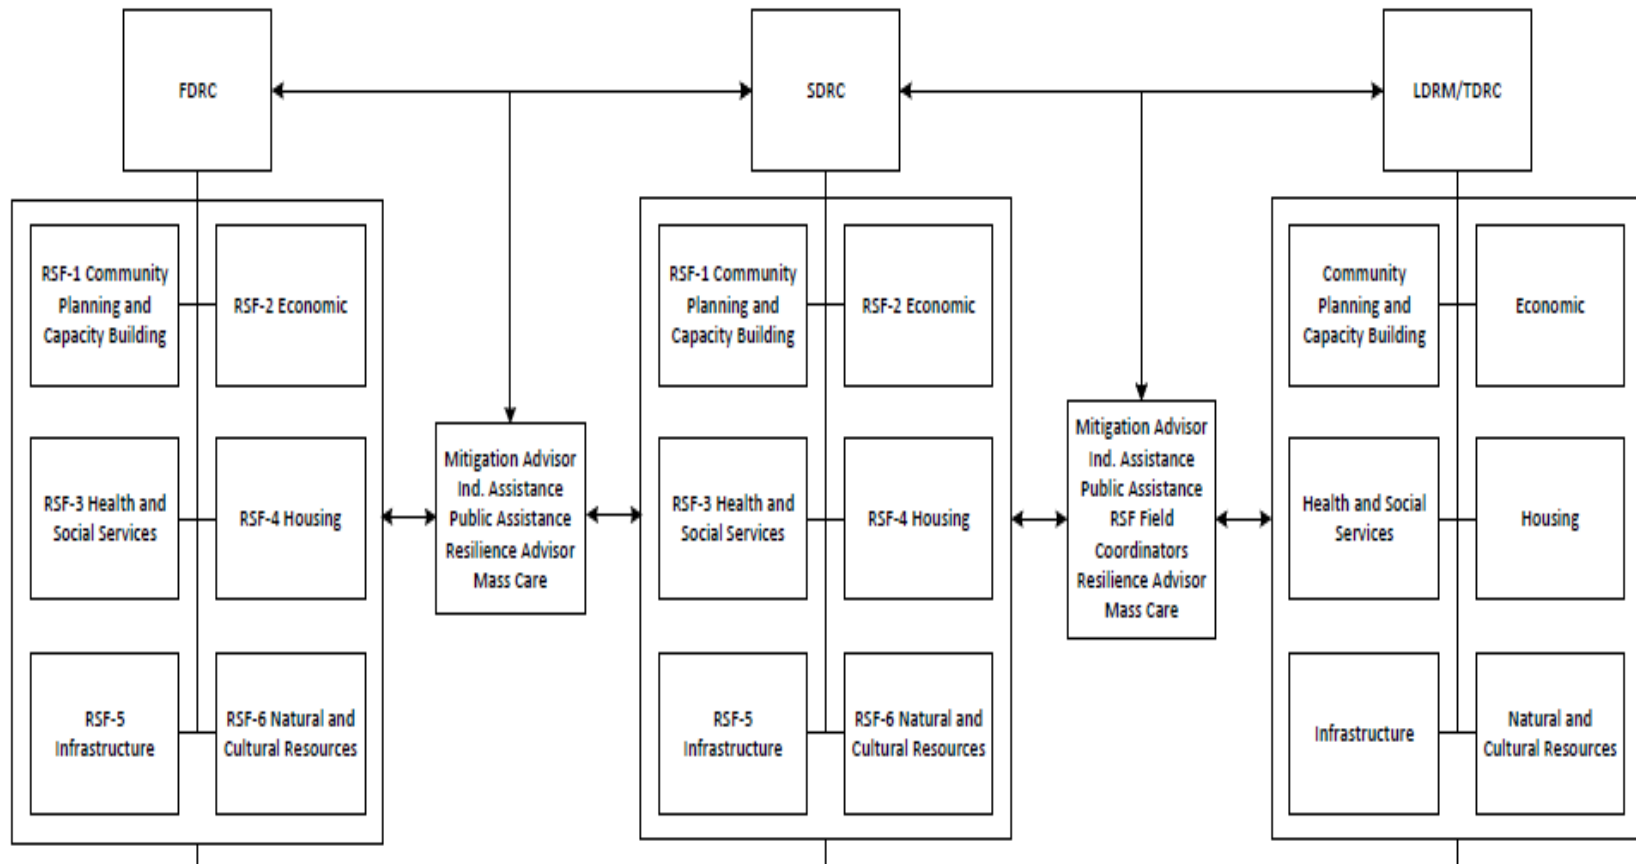 FDRC
SDRC
LDRM/TDRC
RSF-1 Community
Planning and
Capacity Building
RSF-2 Economic
RSF-3 Health and
Social Services
RSF-4 Housing
RSF-5
Infrastructure
RSF-6 Natural and
Cultural Resources
Mitigation Advisor
Ind. Assistance
Public Assistance
Resilience Advisor
Mass Care
RSF-1 Community
Planning and
Capacity Building
RSF-2 Economic
RSF-3 Health and
Social Services
RSF-4 Housing
RSF-5
Infrastructure
RSF-6 Natural and
Cultural Resources
Mitigation Advisor
Ind. Assistance
Public Assistance
RSF Field
Coordinators
Resilience Advisor
Mass Care
Community
Planning and
Capacity Building
Economic
Health and Social
Services
Housing
Infrastructure
Natural and
Cultural Resources